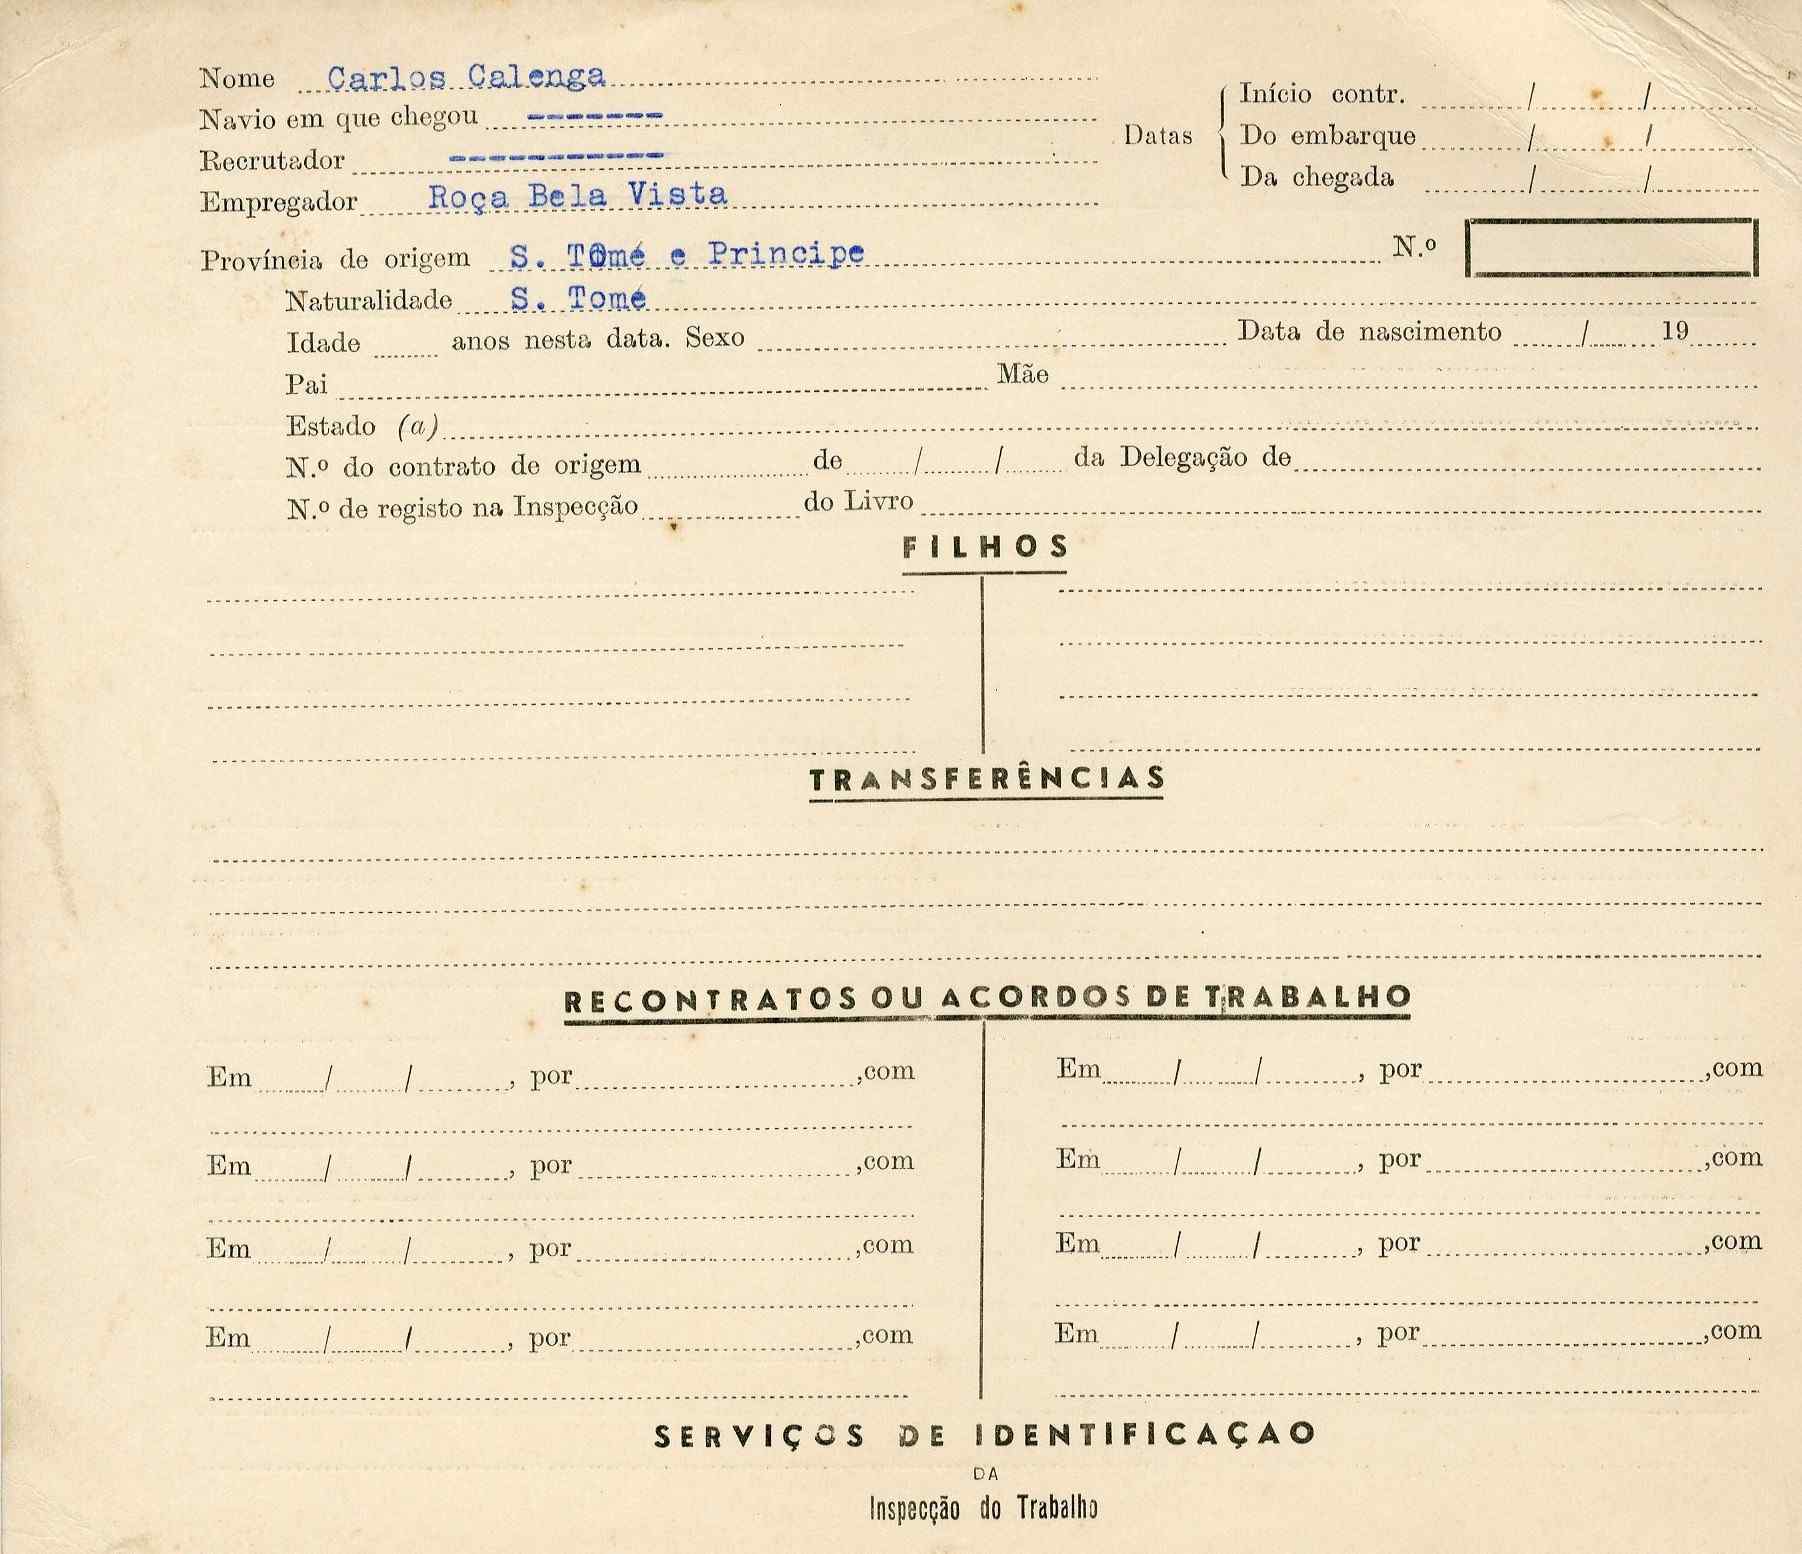 Nome Carlos Calenga
Navio em que chegou -------
Recrutador -----------
Empregador Roça Bela Vista
Datas
Início contr. / /
Do embarque / /
Da chegada / /
Província de origem S. TOmé e Principe N.º
Naturalidade S. Tomé
Idade anos nesta data. Sexo Data de nascimento / 19
Pai Mãe
Estado (a)
N.º do contrato de origem de / / da Delegação de
N.º de registo na Inspecção do Livro
FILHOS
TRANSFERÊNCIAS
RECONTRATOS OU ACORDOS DE TRABALHO
Em / / , por ,com
Em / / , por ,com
Em / / , por ,com
Em / / , por ,com
Em / / , por ,com
Em / / , por ,com
Em / / , por ,com
Em / / , por ,com
SERVIÇOS DE IDENTIFICAÇAO
DA
Inspecção do Trabalho